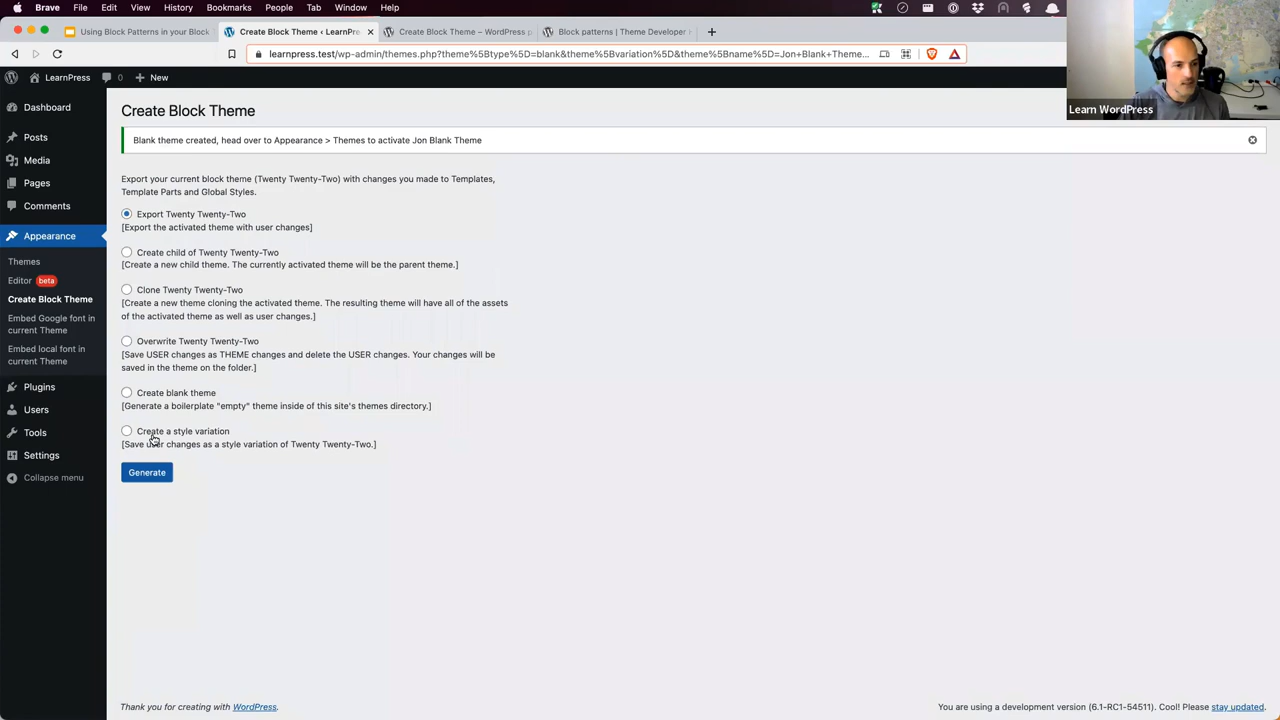 Brave File Edit View History Bookmarks People Tab Window Help
Using Block Patterns in your Block
Create Block Theme ‹ LearnPre
Create Block Theme – WordPress p
Block patterns | Theme Developer
learnpress.test/wp-admin/themes.php?theme%5Btype%5D=blank&theme%5Bvariation%5D=&theme%5Bname%5D=Jon+Blank+Theme...
LearnPress 0 + New
Learn WordPress
Dashboard
Posts
Media
Pages
Comments
Appearance
Themes
Editor beta
Create Block Theme
Embed Google font in
current Theme
Embed local font in
current Theme
Plugins
Users
Tools
Settings
Collapse menu
Create Block Theme
Blank theme created, head over to Appearance > Themes to activate Jon Blank Theme
Export your current block theme (Twenty Twenty-Two) with changes you made to Templates,
Template Parts and Global Styles.
Export Twenty Twenty-Two
[Export the activated theme with user changes]
Create child of Twenty Twenty-Two
[Create a new child theme. The currently activated theme will be the parent theme.]
Clone Twenty Twenty-Two
[Create a new theme cloning the activated theme. The resulting theme will have all of the assets
of the activated theme as well as user changes.]
Overwrite Twenty Twenty-Two
[Save USER changes as THEME changes and delete the USER changes. Your changes will be
saved in the theme on the folder.]
Create blank theme
[Generate a boilerplate "empty" theme inside of this site's themes directory.]
Create a style variation
[Save user changes as a style variation of Twenty Twenty-Two.]
Generate
Thank you for creating with WordPress.
You are using a development version (6.1-RC1-54511). Cool! Please stay updated.